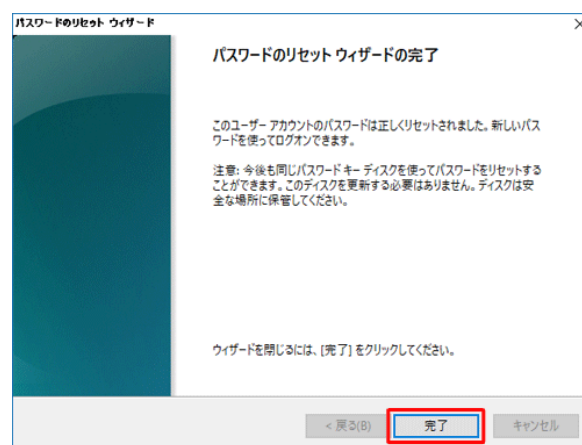 パスワードのリセット ウィザード
パスワードのリセット ウィザードの完了
このユーザー アカウントのパスワードは正しくリセットされました。新しいパス
ワードを使ってログオンできます。
注意: 今後も同じパスワード キー ディスクを使ってパスワードをリセットする
ことができます。このディスクを更新する必要はありません。ディスクは安
全な場所に保管してください。
ウィザードを閉じるには、[完了] をクリックしてください。
< 戻る(B)
完了
キャンセル